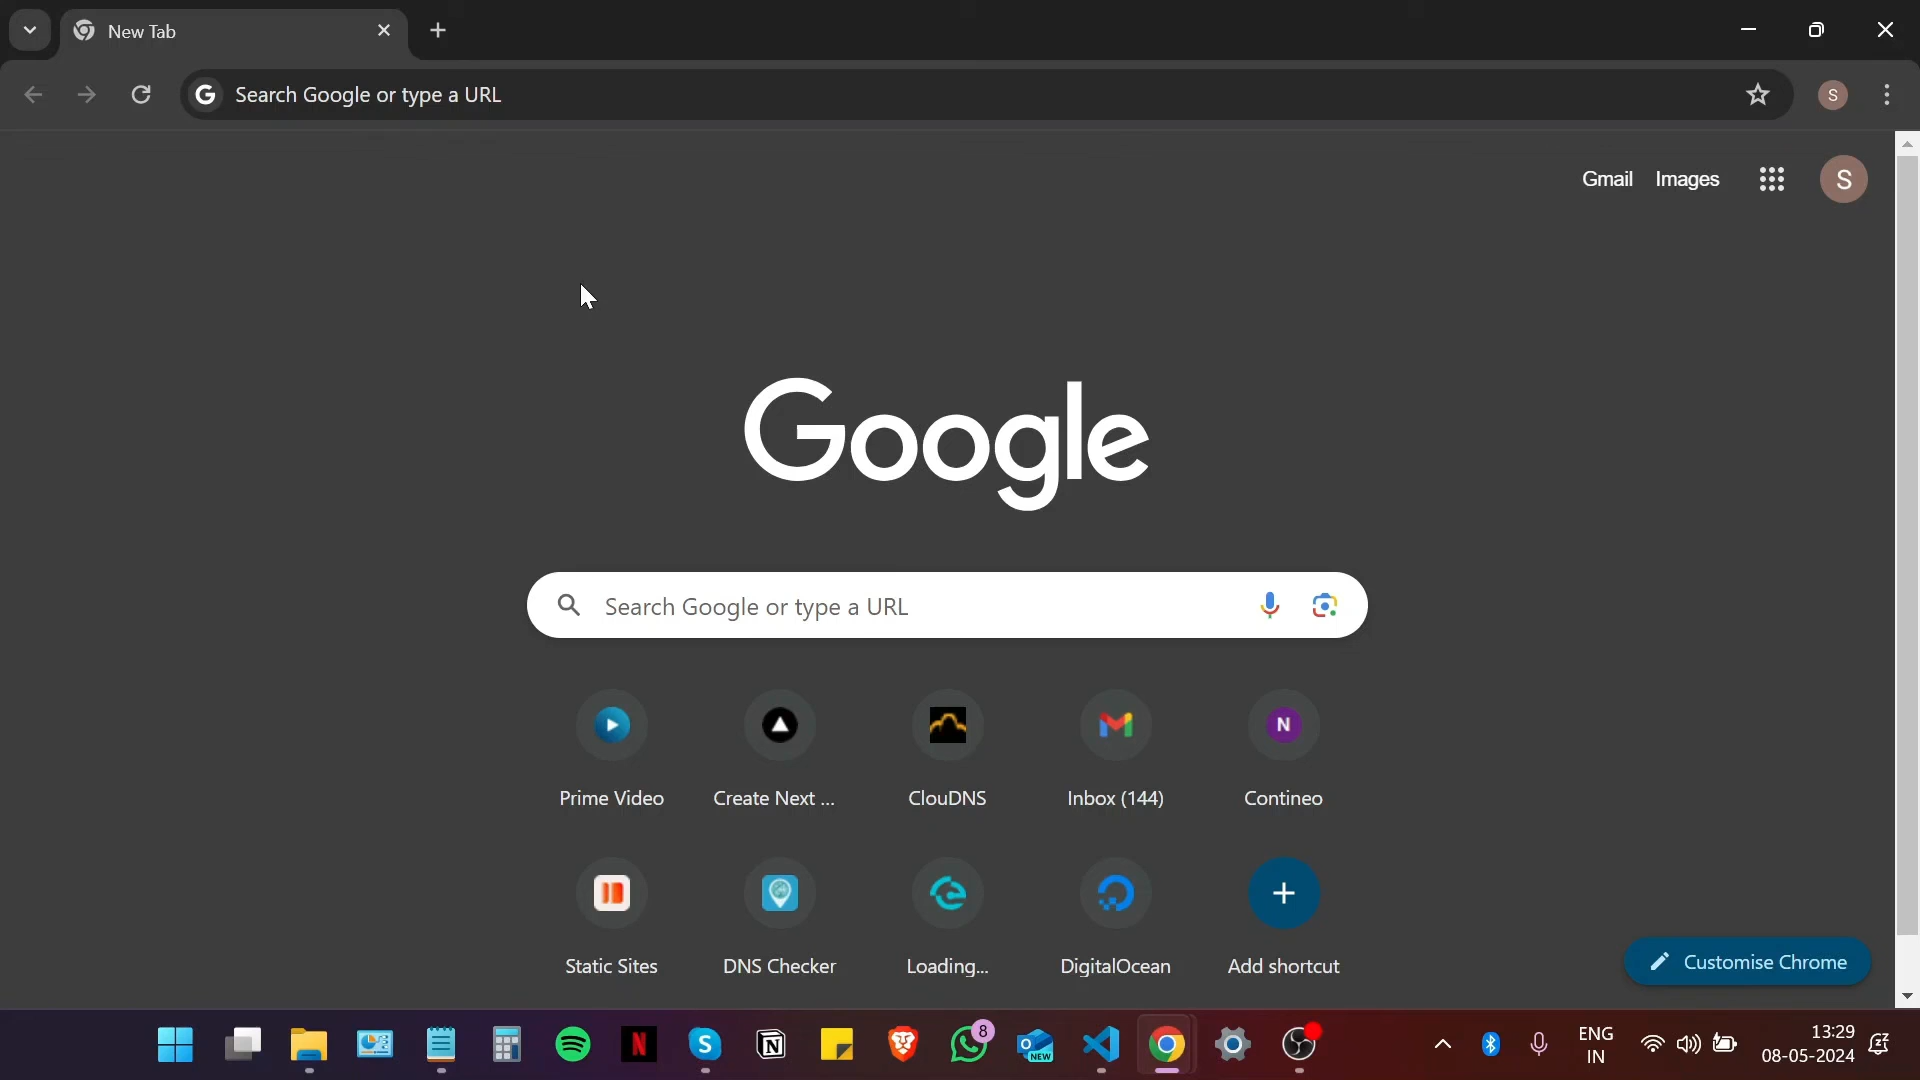 New Tab
Search Google or type a URL
S
Gmail Images
S
Google
Search Google or type a URL
Prime Video Create Next ... ClouDNS Inbox (144) Contineo
N
Static Sites DNS Checker Loading... DigitalOcean Add shortcut
Customise Chrome
8
NEW
ENG
IN
13:29
08-05-2024